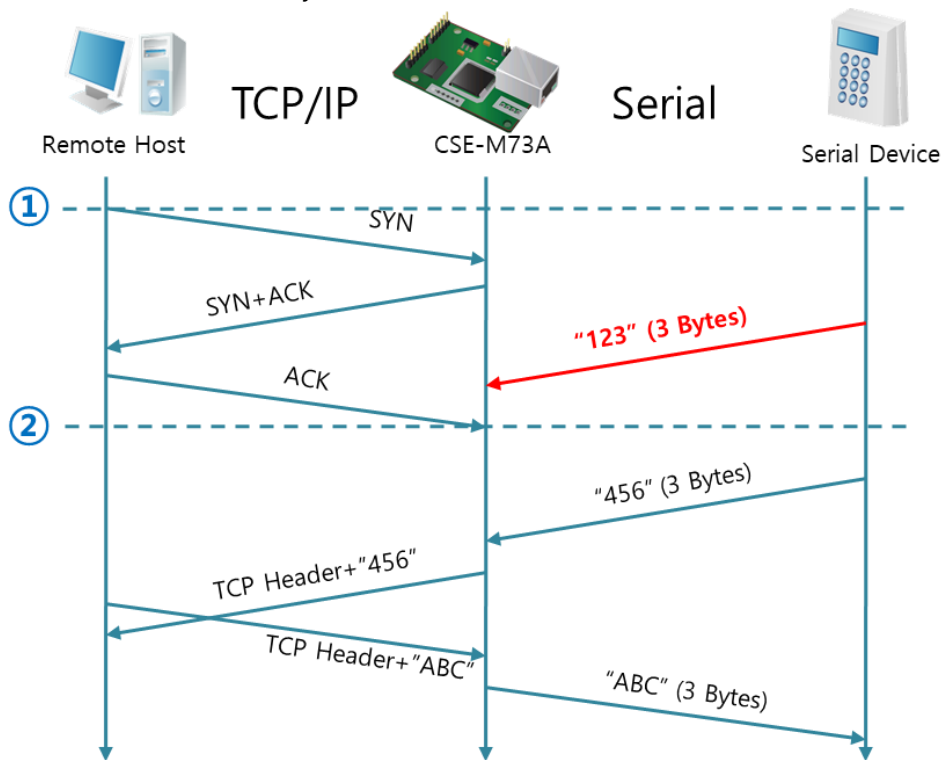 TCP/IP
Serial
Remote Host
CSE-M73A
Serial Device
①
SYN
SYN+ACK
“123” (3 Bytes)
ACK
②
“456” (3 Bytes)
TCP Header+”456”
TCP Header+”ABC”
“ABC” (3 Bytes)